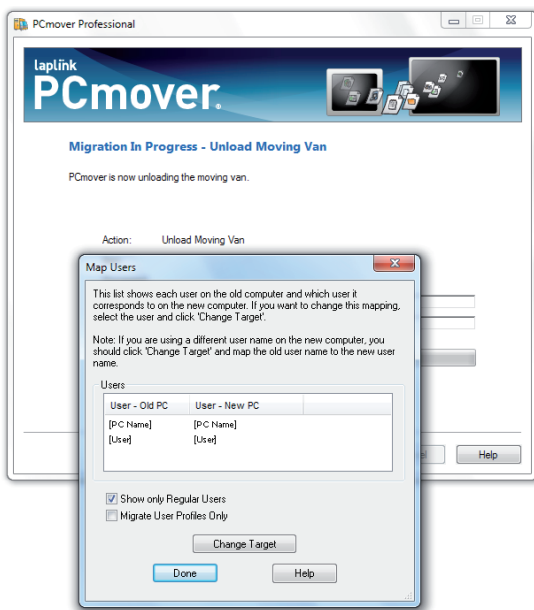 PCmover Professional
laplink
PCmover®
Migration In Progress - Unload Moving Van
PCmover is now unloading the moving van.
Action: Unload Moving Van
Map Users
This list shows each user on the old computer and which user it
corresponds to on the new computer. If you want to change this mapping,
select the user and click 'Change Target'.
Note: If you are using a different user name on the new computer, you
should click 'Change Target' and map the old user name to the new user
name.
Users
User - Old PC User - New PC
[PC Name] [PC Name]
[User] [User]
Show only Regular Users
Migrate User Profiles Only
Change Target
Done Help
Help